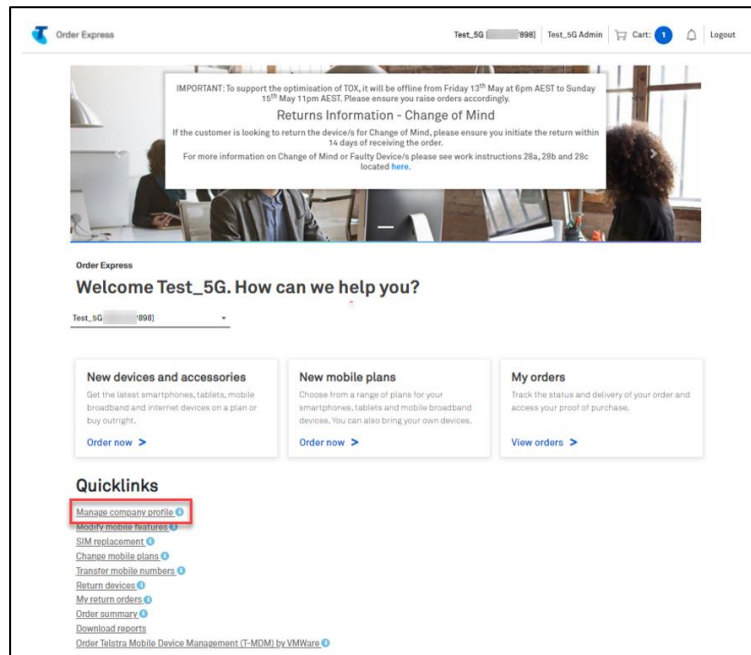 Order Express
Test_5G [ '898]
Test_5G Admin
Cart: 1
Logout
IMPORTANT: To support the optimisation of TOX, it will be offline from Friday 13th May at 6pm AEST to Sunday
15th May 11pm AEST. Please ensure you raise orders accordingly.
Returns Information - Change of Mind
If the customer is looking to return the device/s for Change of Mind, please ensure you initiate the return within
14 days of receiving the order.
For more information on Change of Mind or Faulty Device/s please see work instructions 28a, 28b and 28c
located here.
Order Express
Welcome Test_5G. How can we help you?
Test_5G '898]
New devices and accessories
Get the latest smartphones, tablets, mobile
broadband and internet devices on a plan or
buy outright.
Order now >
New mobile plans
Choose from a range of plans for your
smartphones, tablets and mobile broadband
devices. You can also bring your own devices.
Order now >
My orders
Track the status and delivery of your order and
access your proof of purchase.
View orders >
Quicklinks
Manage company profile
Modify mobile features
SIM replacement
Change mobile plans
Transfer mobile numbers
Return devices
My return orders
Order summary
Download reports
Order Telstra Mobile Device Management (T-MDM) by VMWare